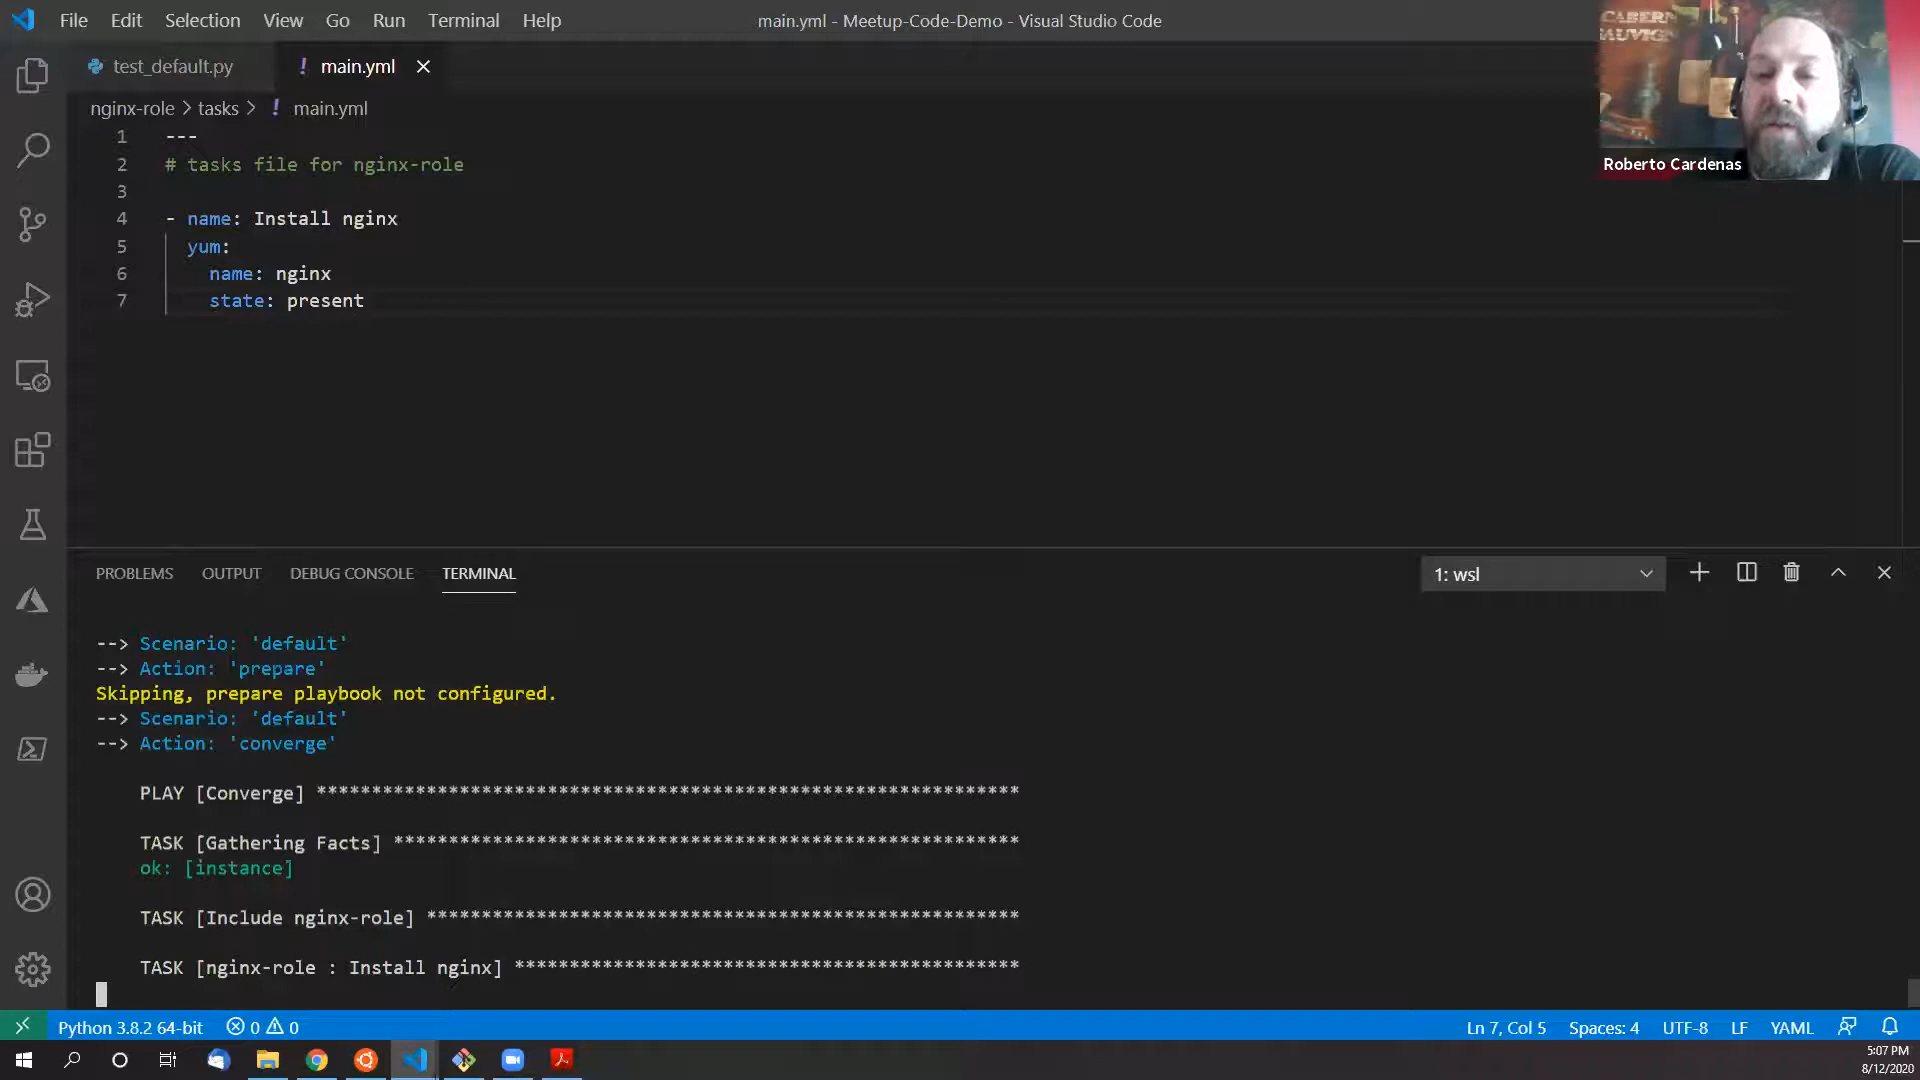 File Edit Selection View Go Run Terminal Help
main.yml - Meetup-Code-Demo - Visual Studio Code
CABERN
SAUVIGN
Roberto Cardenas
test_default.py
! main.yml
nginx-role > tasks > ! main.yml
1 ---
2 # tasks file for nginx-role
3
4 - name: Install nginx
5 yum:
6 name: nginx
7 state: present
PROBLEMS OUTPUT DEBUG CONSOLE TERMINAL
1: wsl
--> Scenario: 'default'
--> Action: 'prepare'
Skipping, prepare playbook not configured.
--> Scenario: 'default'
--> Action: 'converge'
PLAY [Converge] ****************************************************************
TASK [Gathering Facts] *********************************************************
ok: [instance]
TASK [Include nginx-role] ******************************************************
TASK [nginx-role : Install nginx] **********************************************
Python 3.8.2 64-bit 0 0
Ln 7, Col 5 Spaces: 4 UTF-8 LF YAML
5:07 PM
8/12/2020